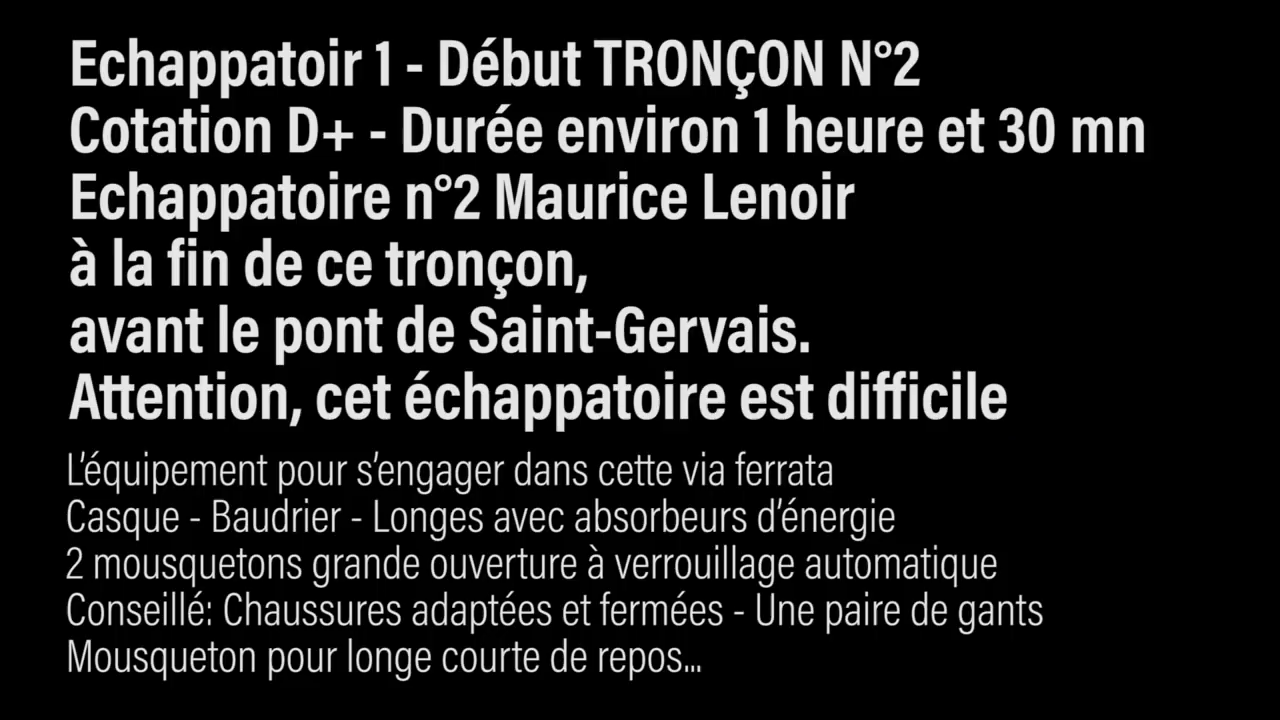 Echappatoir 1 - Début TRONÇON N°2
Cotation D+ - Durée environ 1 heure et 30 mn
Echappatoire n°2 Maurice Lenoir
à la fin de ce tronçon,
avant le pont de Saint-Gervais.
Attention, cet échappatoire est difficile
L’équipement pour s’engager dans cette via ferrata
Casque - Baudrier - Longes avec absorbeurs d’énergie
2 mousquetons grande ouverture à verrouillage automatique
Conseillé: Chaussures adaptées et fermées - Une paire de gants
Mousqueton pour longe courte de repos...